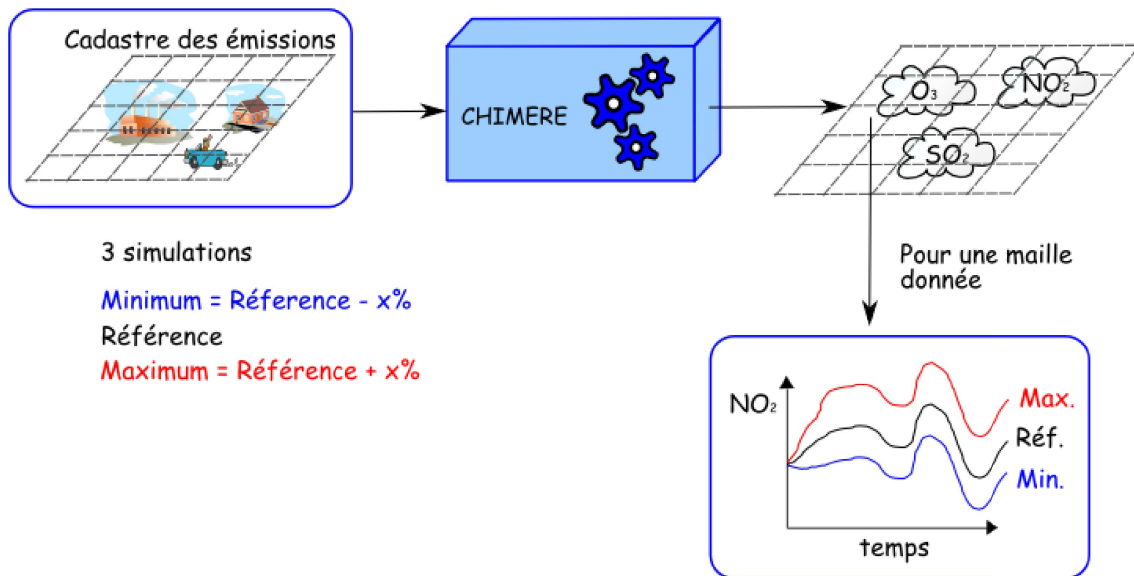 Cadastre des émissions
CHIMERE
O₃
NO₂
SO₂
3 simulations
Minimum = Réference - x%
Référence
Maximum = Référence + x%
Pour une maille
donnée
NO₂
Max.
Réf.
Min.
temps